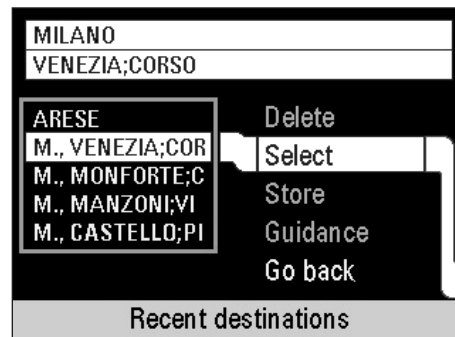 MILANO
VENEZIA;CORSO
ARESE
M., VENEZIA;COR
M., MONFORTE;C
M., MANZONI;VI
M., CASTELLO;PI
Delete
Select
Store
Guidance
Go back
Recent destinations